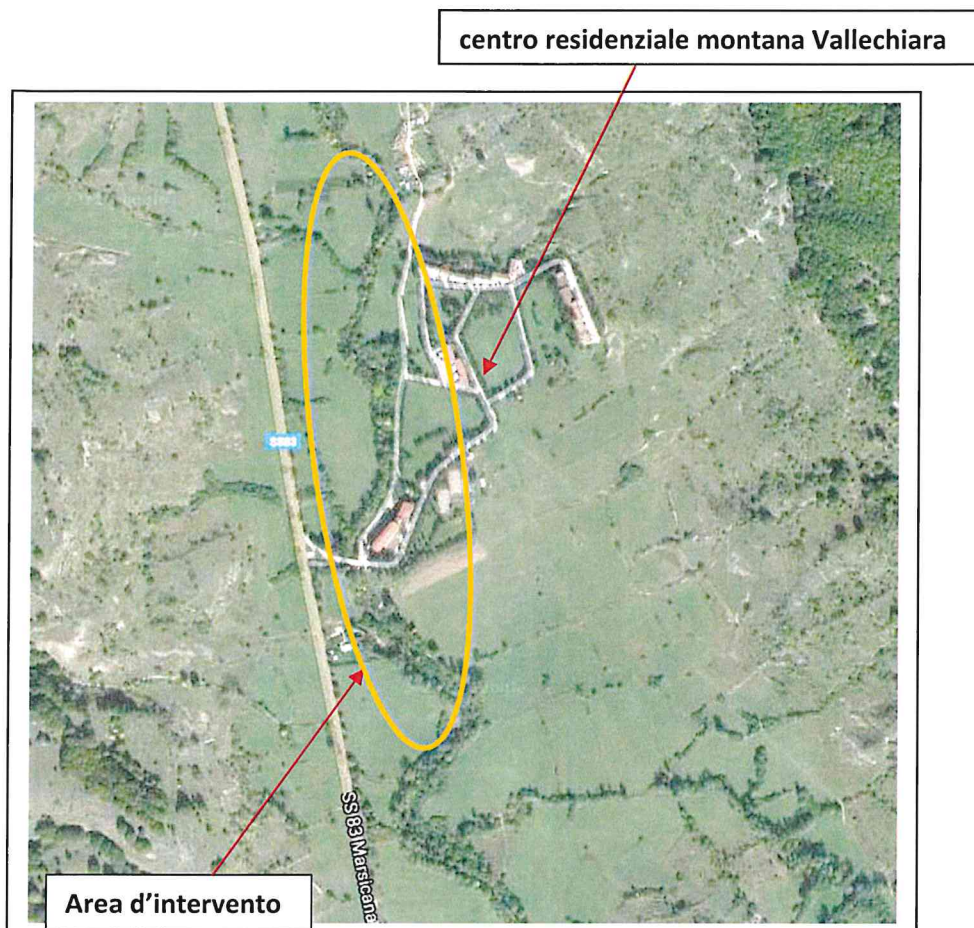 centro residenziale montana Vallechiara
SS83
SS 83 Marsicana
Area d'intervento